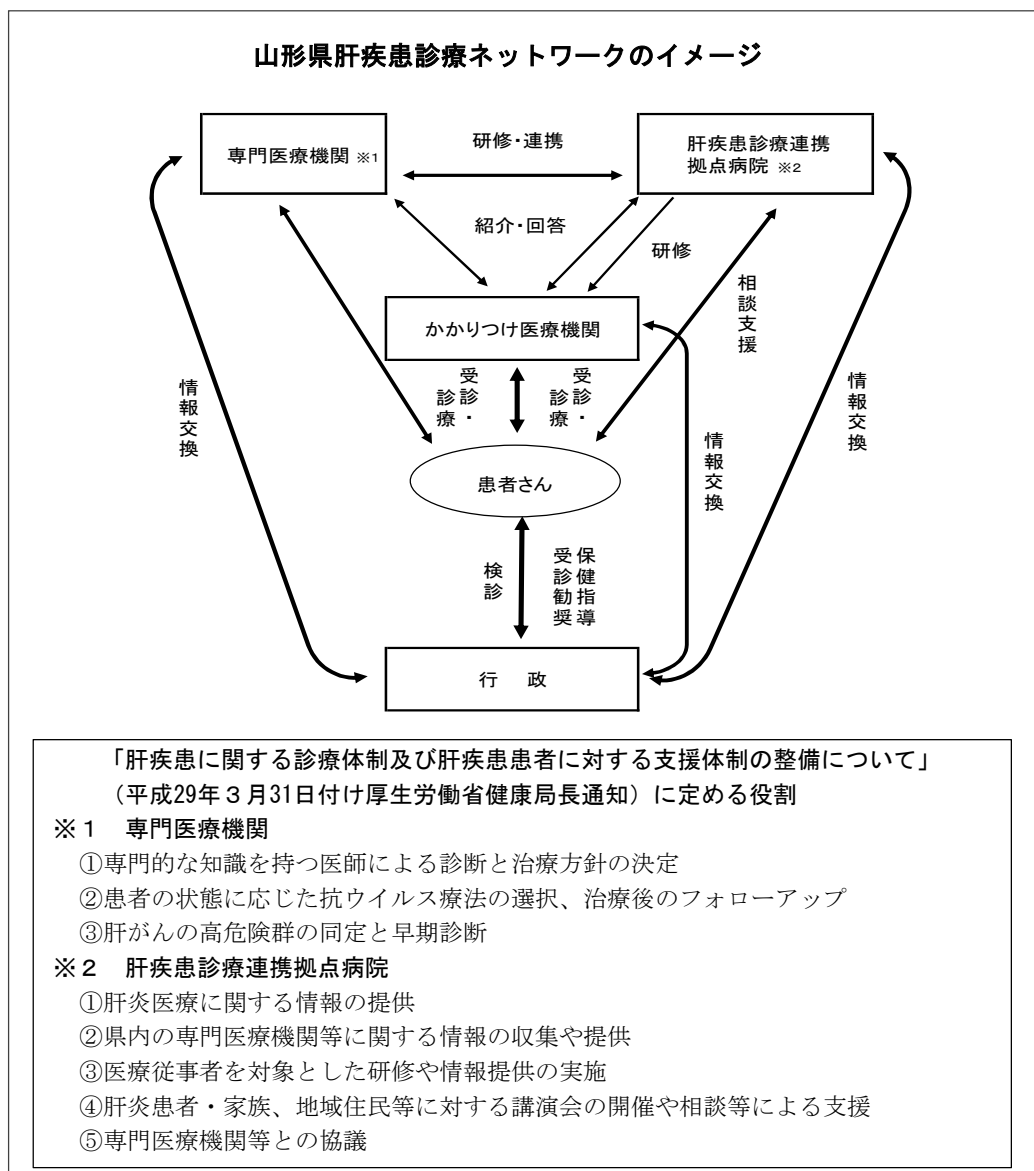 山形県肝疾患診療ネットワークのイメージ
専門医療機関 ※1
研修・連携
肝疾患診療連携
拠点病院 ※2
紹介・回答
研修
相談支援
かかりつけ医療機関
受診・
診療
受診・
診療
情報交換
情報交換
情報交換
患者さん
検診
保健指導
受診勧奨
行 政
「肝疾患に関する診療体制及び肝疾患患者に対する支援体制の整備について」
（平成29年３月31日付け厚生労働省健康局長通知）に定める役割
※１ 専門医療機関
①専門的な知識を持つ医師による診断と治療方針の決定
②患者の状態に応じた抗ウイルス療法の選択、治療後のフォローアップ
③肝がんの高危険群の同定と早期診断
※２ 肝疾患診療連携拠点病院
①肝炎医療に関する情報の提供
②県内の専門医療機関等に関する情報の収集や提供
③医療従事者を対象とした研修や情報提供の実施
④肝炎患者・家族、地域住民等に対する講演会の開催や相談等による支援
⑤専門医療機関等との協議